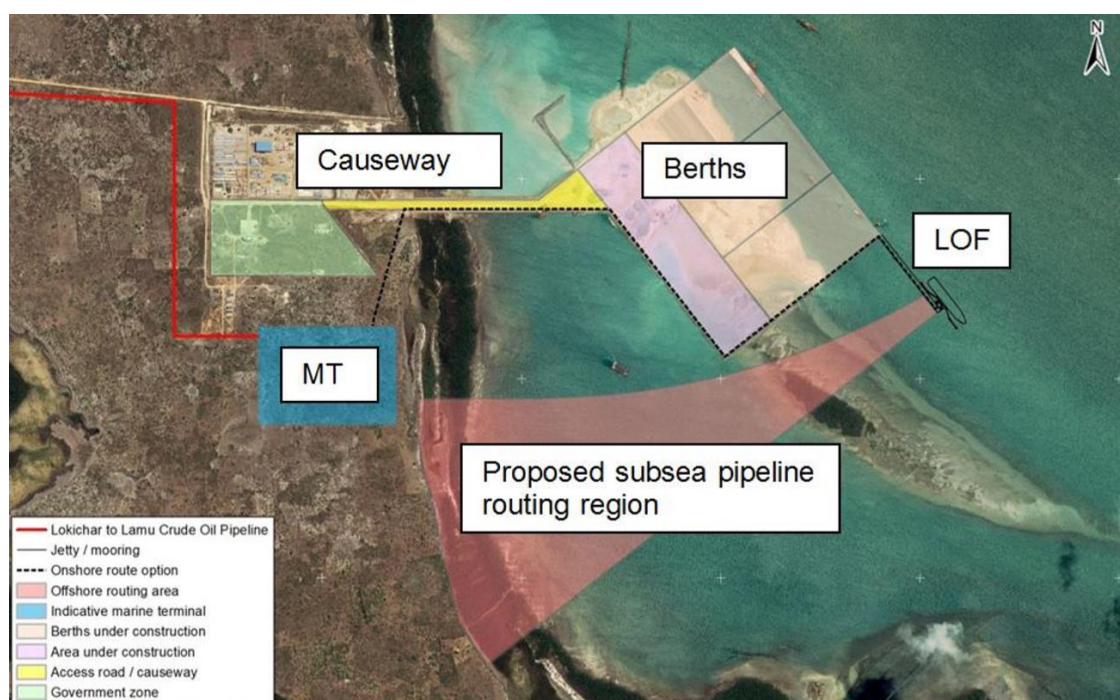 N
Causeway
Berths
LOF
MT
Proposed subsea pipeline
routing region
Lokichar to Lamu Crude Oil Pipeline
Jetty / mooring
Onshore route option
Offshore routing area
Indicative marine terminal
Berths under construction
Area under construction
Access road / causeway
Government zone